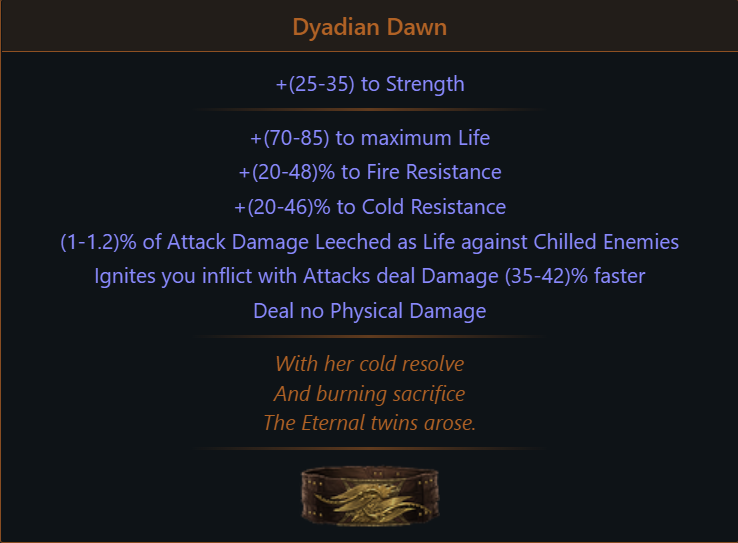 Dyadian Dawn
+(25-35) to Strength
+(70-85) to maximum Life
+(20-48)% to Fire Resistance
+(20-46)% to Cold Resistance
(1-1.2)% of Attack Damage Leeched as Life against Chilled Enemies
Ignites you inflict with Attacks deal Damage (35-42)% faster
Deal no Physical Damage
With her cold resolve
And burning sacrifice
The Eternal twins arose.